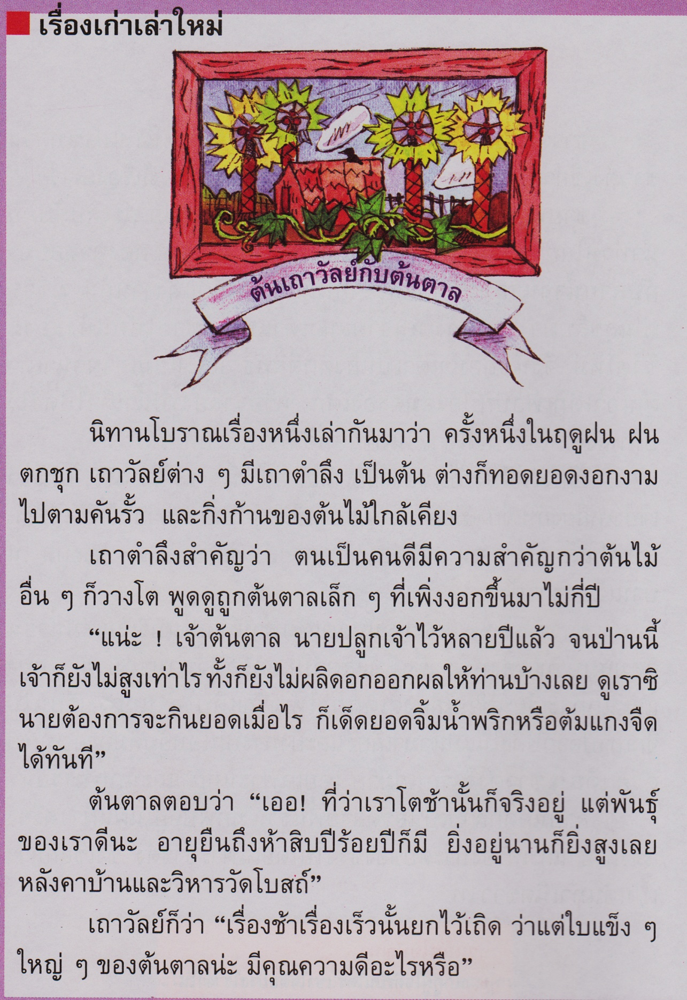 เรื่องเก่าเล่าใหม่
ต้นเถาวัลย์กับต้นตาล
นิทานโบราณเรื่องหนึ่งเล่ากันมาว่า ครั้งหนึ่งในฤดูฝน ฝน
ตกชุก เถาวัลย์ต่าง ๆ มีเถาตำลึง เป็นต้น ต่างก็ทอดยอดงอกงาม
ไปตามคันรั้ว และกิ่งก้านของต้นไม้ใกล้เคียง
เถาตำลึงสำคัญว่า ตนเป็นคนดีมีความสำคัญกว่าต้นไม้
อื่น ๆ ก็วางโต พูดดูถูกต้นตาลเล็ก ๆ ที่เพิ่งงอกขึ้นมาไม่กี่ปี
“แน่ะ ! เจ้าต้นตาล นายปลูกเจ้าไว้หลายปีแล้ว จนป่านนี้
เจ้าก็ยังไม่สูงเท่าไร ทั้งก็ยังไม่ผลิดอกออกผลให้ท่านบ้างเลย ดูเราซิ
นายต้องการจะกินยอดเมื่อไร ก็เด็ดยอดจิ้มน้ำพริกหรือต้มแกงจืด
ได้ทันที”
ต้นตาลตอบว่า “เออ! ที่ว่าเราโตช้านั้นก็จริงอยู่ แต่พันธุ์
ของเราดีนะ อายุยืนถึงห้าสิบปีร้อยปีก็มี ยิ่งอยู่นานก็ยิ่งสูงเลย
หลังคาบ้านและวิหารวัดโบสถ์”
เถาวัลย์ก็ว่า “เรื่องช้าเรื่องเร็วนั้นยกไว้เถิด ว่าแต่ใบแข็ง ๆ
ใหญ่ ๆ ของต้นตาลน่ะ มีคุณความดีอะไรหรือ”